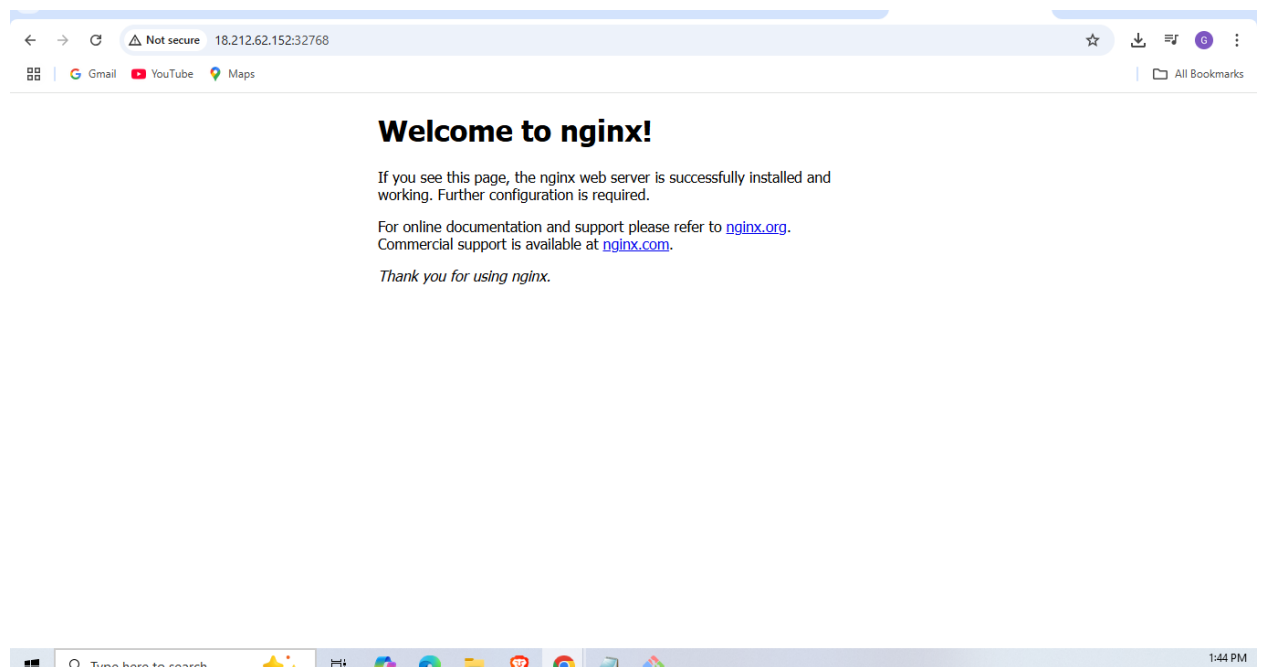 Not secure 18.212.62.152:32768
G
Gmail YouTube Maps All Bookmarks
Welcome to nginx!
If you see this page, the nginx web server is successfully installed and
working. Further configuration is required.
For online documentation and support please refer to nginx.org.
Commercial support is available at nginx.com.
Thank you for using nginx.
Type here to search
1:44 PM